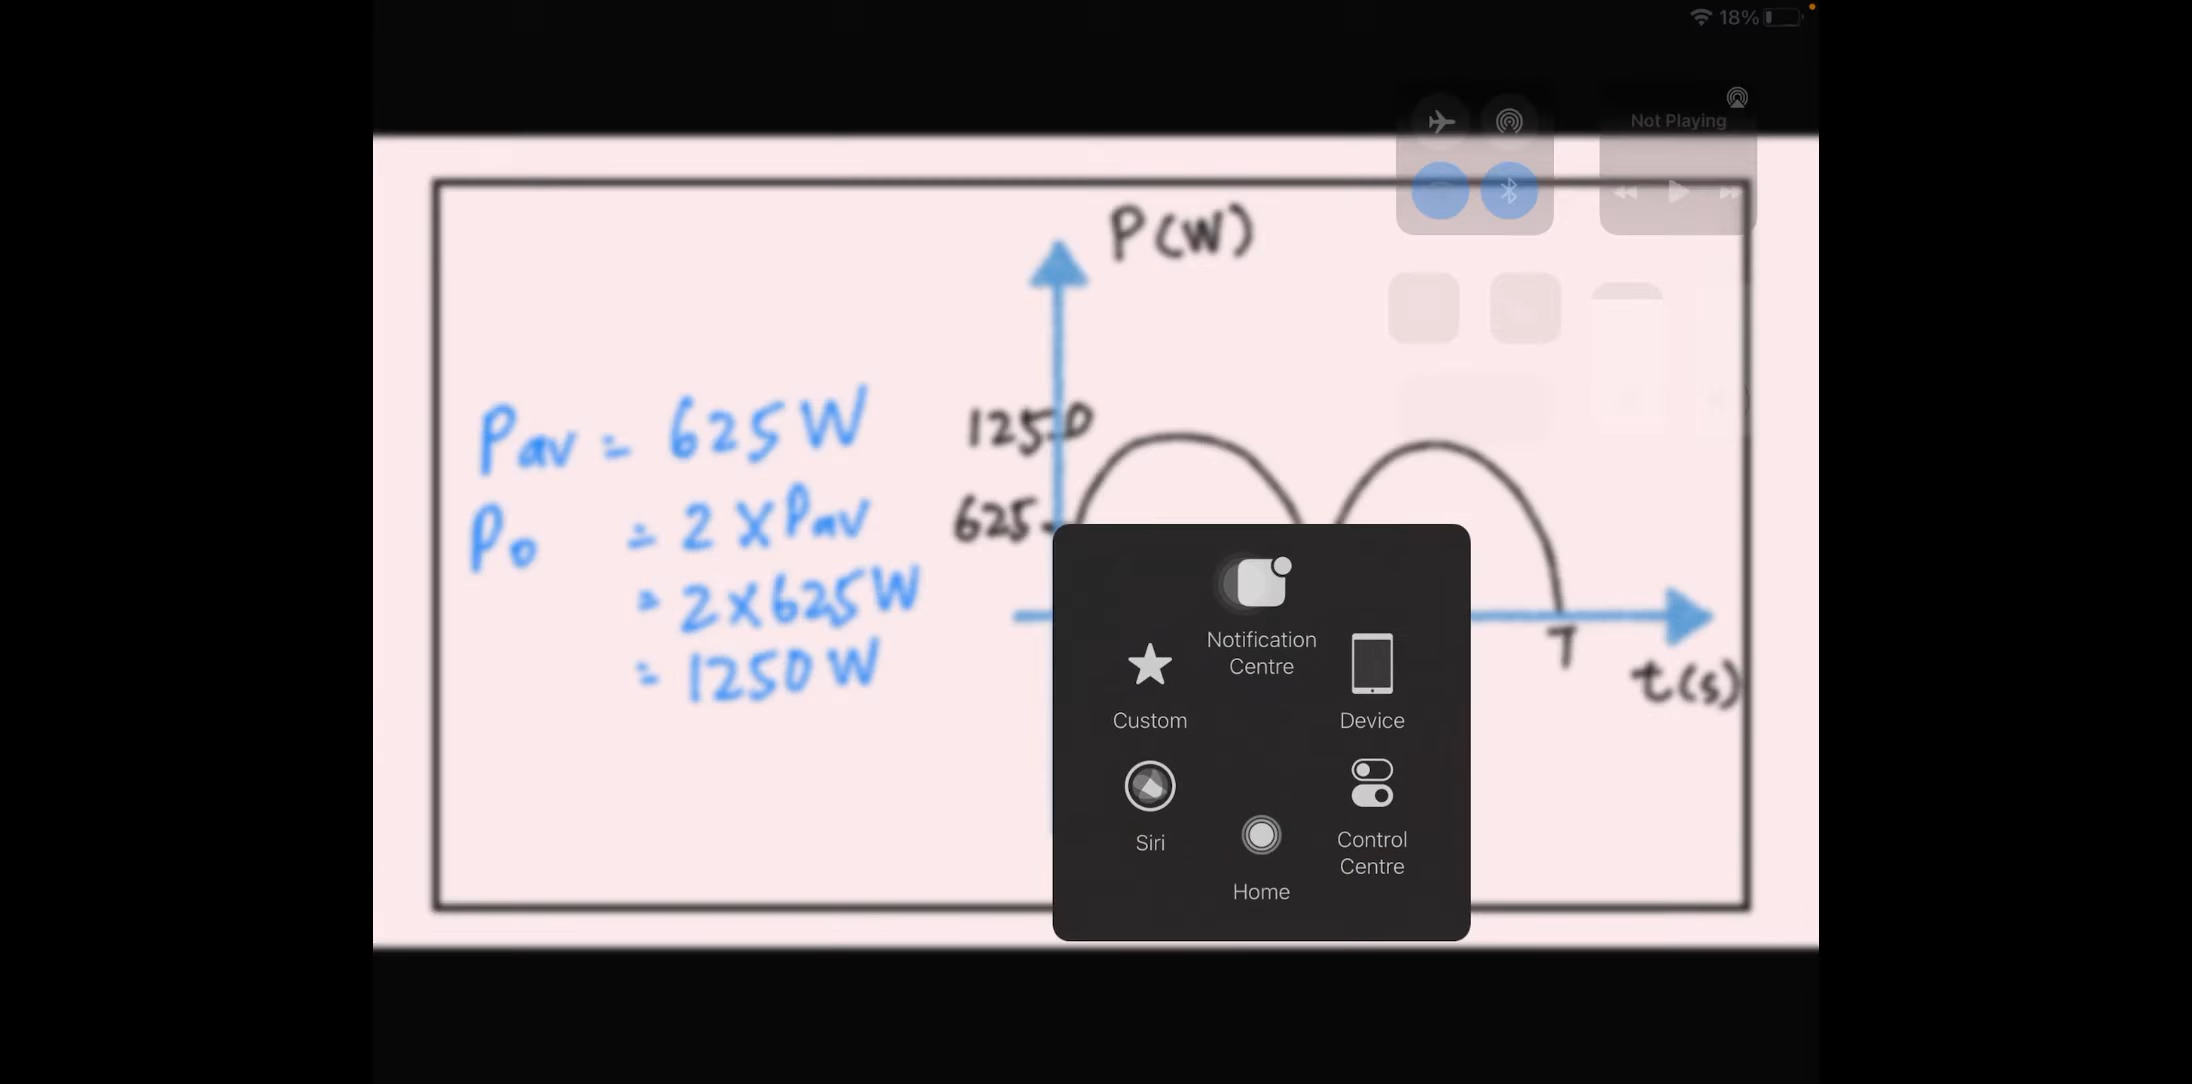 18%
Not Playing
P(W)
1250
625
Pav = 625 W
Po = 2 X Pav
= 2 X 625 W
= 1250 W
T
t(s)
Notification
Centre
Custom
Device
Siri
Control
Centre
Home